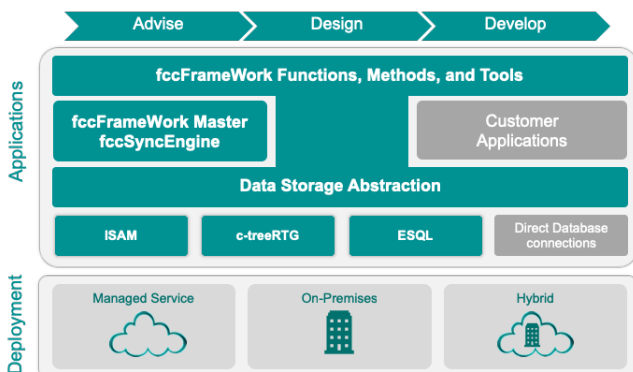 Advise
Design
Develop
Applications
fccFrameWork Functions, Methods, and Tools
fccFrameWork Master
fccSyncEngine
Customer
Applications
Data Storage Abstraction
ISAM
c-treeRTG
ESQL
Direct Database
connections
Deployment
Managed Service
On-Premises
Hybrid